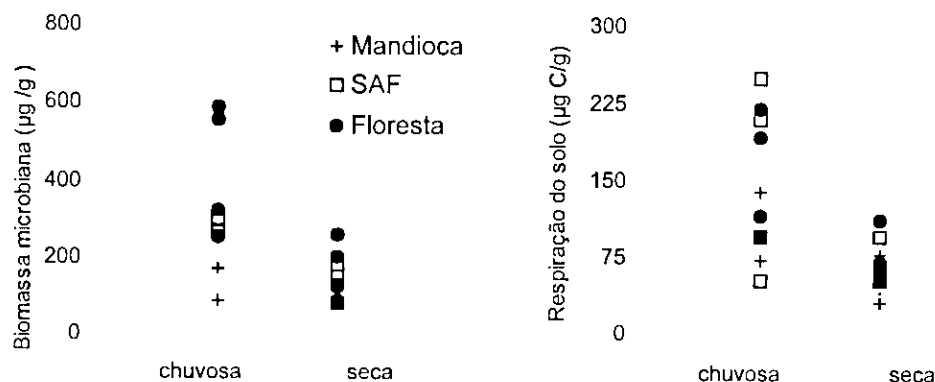 Biomassa microbiana (µg /g)
800
600
400
200
0
chuvosa
seca
+ Mandioca
□ SAF
● Floresta
Respiração do solo (µg C/g)
300
225
150
75
0
chuvosa
seca